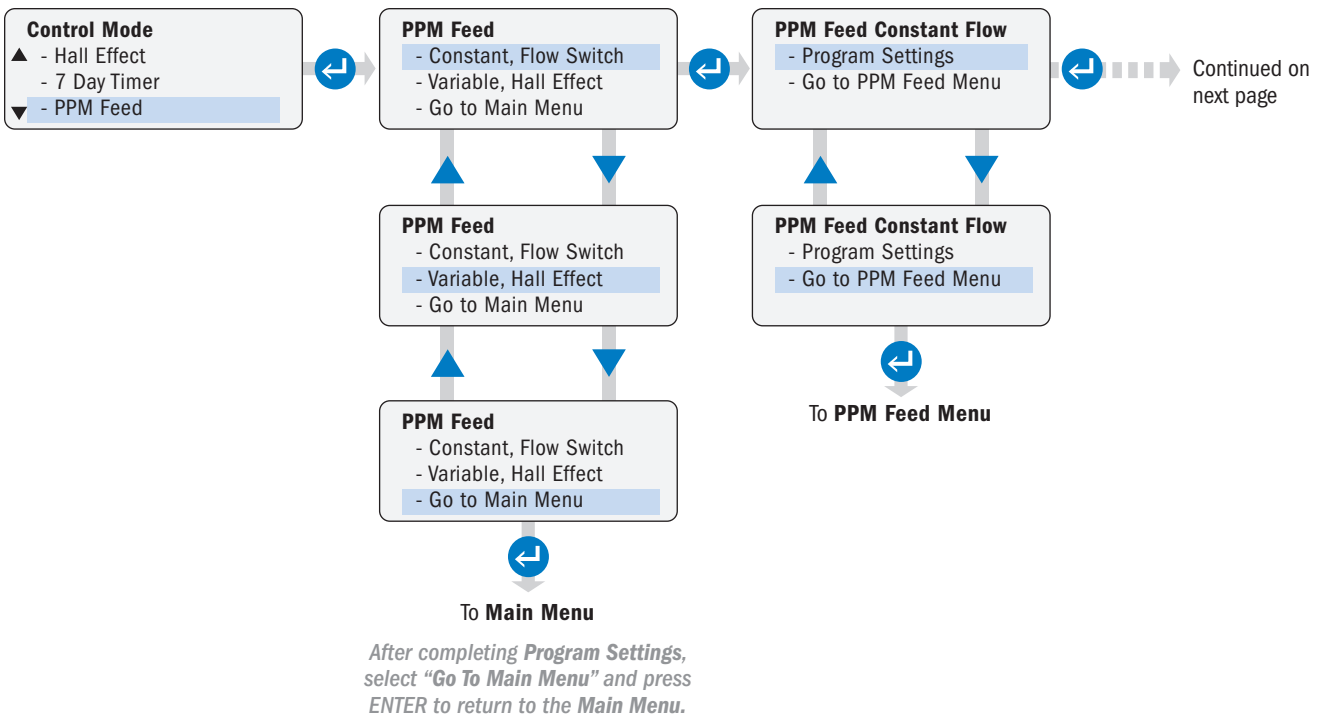 Control Mode
- Hall Effect
- 7 Day Timer
- PPM Feed
PPM Feed
- Constant, Flow Switch
- Variable, Hall Effect
- Go to Main Menu
PPM Feed Constant Flow
- Program Settings
- Go to PPM Feed Menu
Continued on
next page
PPM Feed
- Constant, Flow Switch
- Variable, Hall Effect
- Go to Main Menu
PPM Feed Constant Flow
- Program Settings
- Go to PPM Feed Menu
To PPM Feed Menu
PPM Feed
- Constant, Flow Switch
- Variable, Hall Effect
- Go to Main Menu
To Main Menu
After completing Program Settings,
select “Go To Main Menu” and press
ENTER to return to the Main Menu.